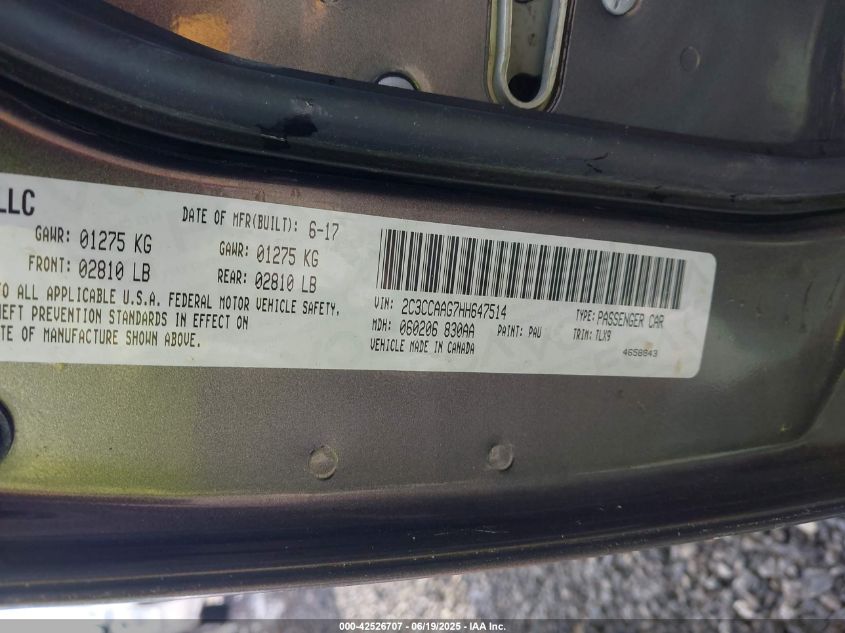 LLC
DATE OF MFR(BUILT): 6-17
GAWR: 01275 KG GAWR: 01275 KG
FRONT: 02810 LB REAR: 02810 LB
TO ALL APPLICABLE U.S.A. FEDERAL MOTOR VEHICLE SAFETY,
HEFT PREVENTION STANDARDS IN EFFECT ON
TE OF MANUFACTURE SHOWN ABOVE.
VIN: 2C3CCAAG7HH647514 TYPE: PASSENGER CAR
MDH: 060206 830AA PAINT: PAU TRIM: TLX9
VEHICLE MADE IN CANADA 4658843
000-42526707 - 06/19/2025 - IAA Inc.